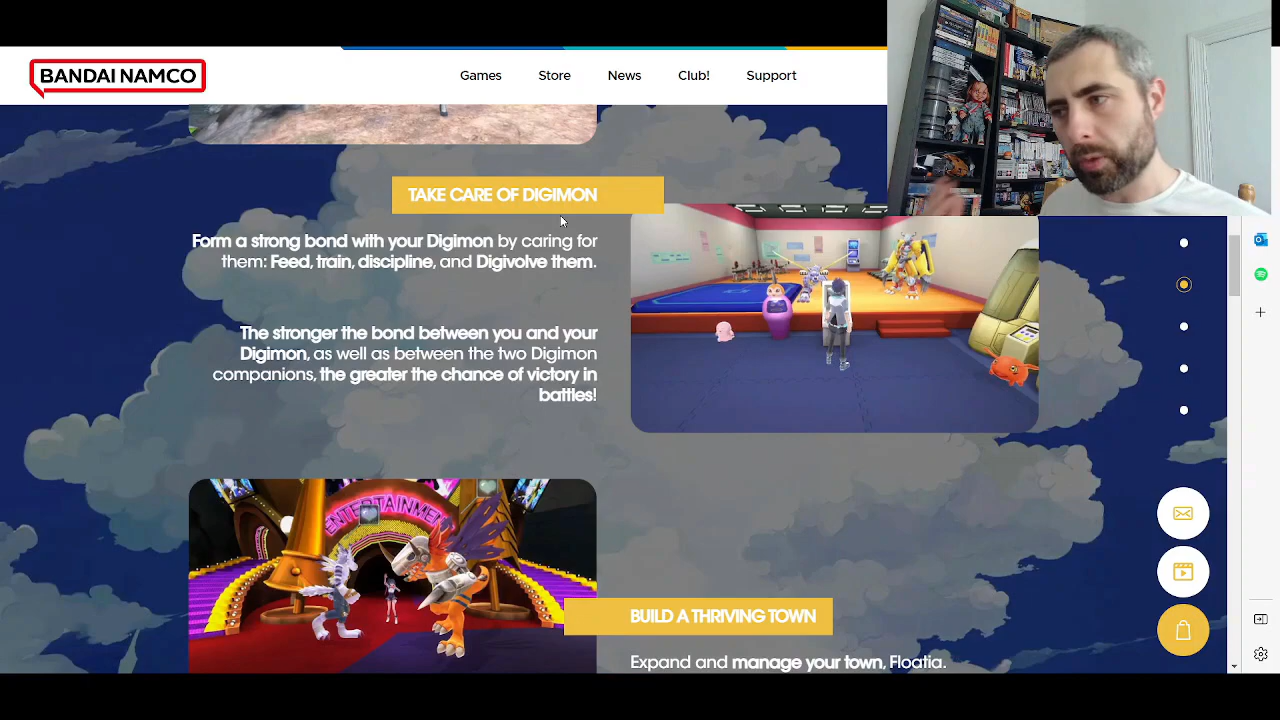 BANDAI NAMCO
Games
Store
News
Club!
Support
TAKE CARE OF DIGIMON
Form a strong bond with your Digimon by caring for
them: Feed, train, discipline, and Digivolve them.
The stronger the bond between you and your
Digimon, as well as between the two Digimon
companions, the greater the chance of victory in
battles!
ENTERTAINMEN
BUILD A THRIVING TOWN
Expand and manage your town, Floatia.